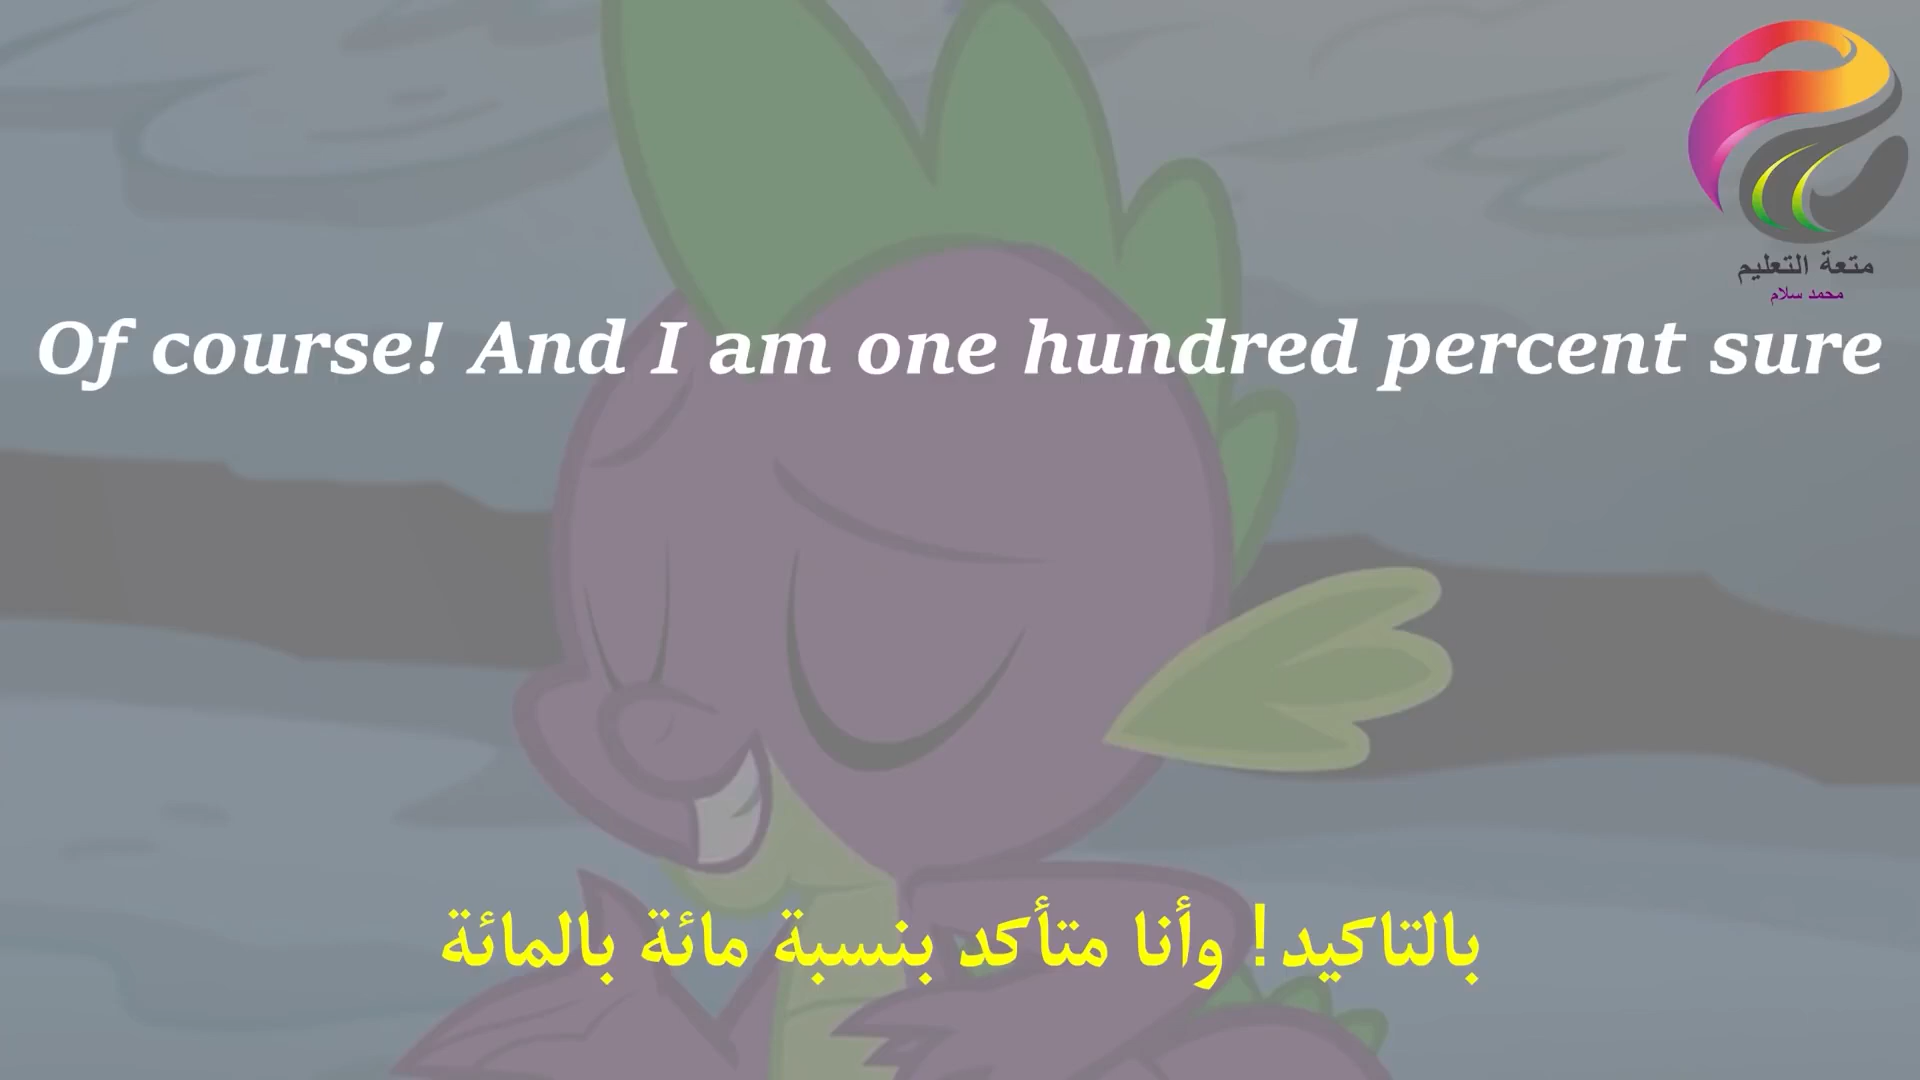 متعة التعليم
محمد سلام
Of course! And I am one hundred percent sure
بالتاكيد! وأنا متأكد بنسبة مائة بالمائة